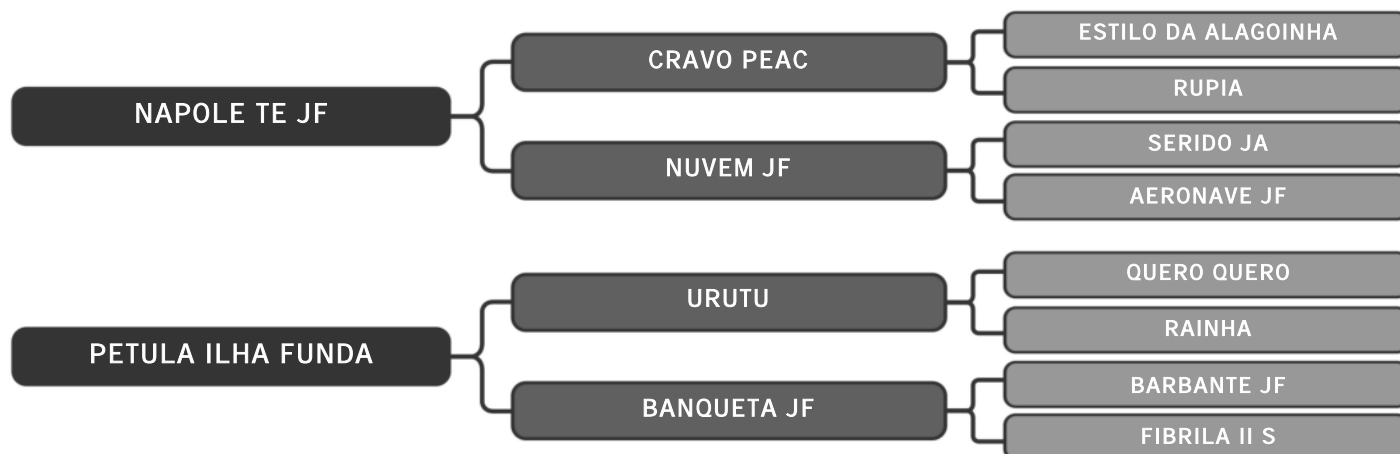 ESTILO DA ALAGOINHA
CRAVO PEAC
RUPIA
NAPOLE TE JF
SERIDO JA
NUVEM JF
AERONAVE JF
QUERO QUERO
URUTU
RAINHA
PETULA ILHA FUNDA
BARBANTE JF
BANQUETA JF
FIBRILA II S